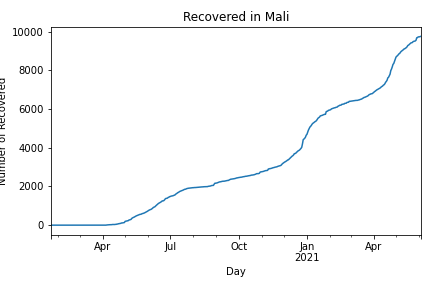 Recovered in Mali
Number of Recovered
10000
8000
6000
4000
2000
0
Apr
Jul
Oct
Jan
2021
Apr
Day